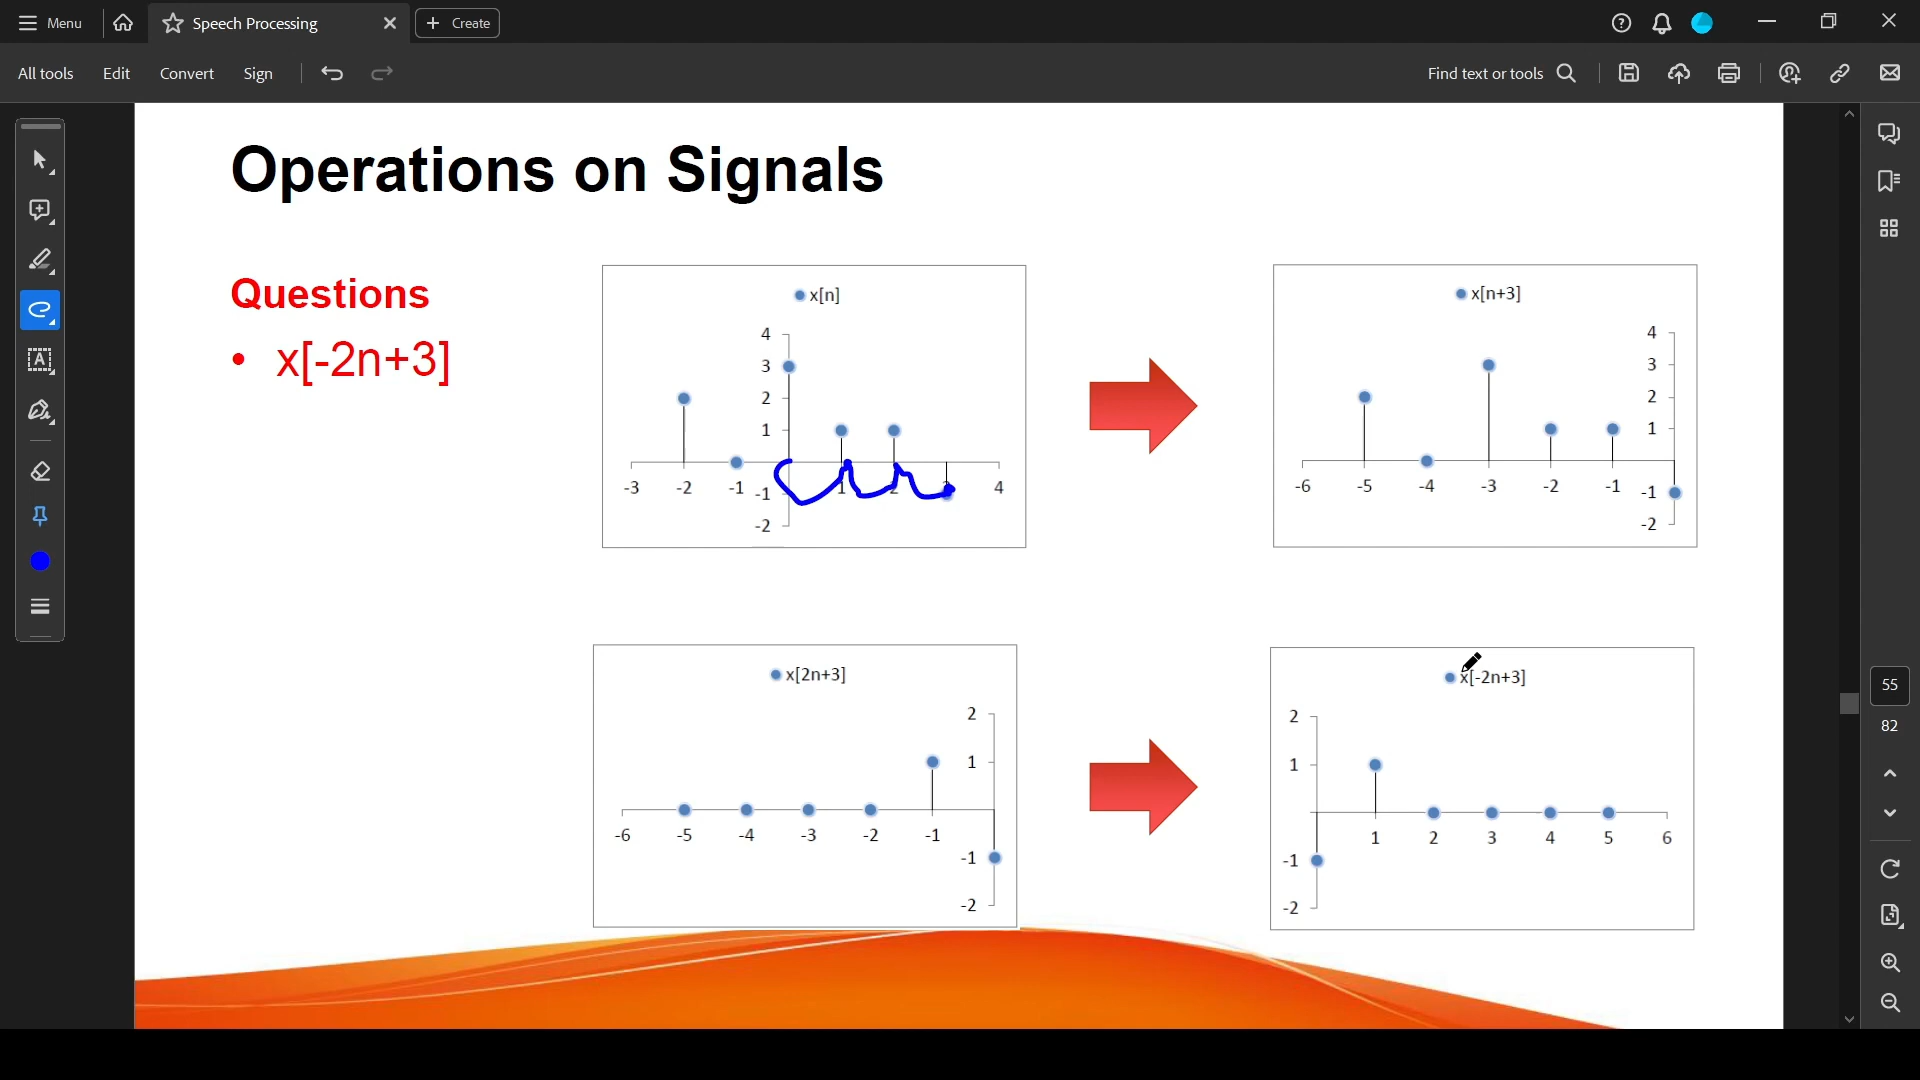 Menu
Speech Processing
Create
All tools
Edit
Convert
Sign
Find text or tools
Operations on Signals
Questions
• x[-2n+3]
x[n]
4
3
2
1
-3 -2 -1 1 2 4
-1
-2
x[n+3]
4
3
2
1
-6 -5 -4 -3 -2 -1
-1
-2
x[2n+3]
2
1
-6 -5 -4 -3 -2 -1
-1
-2
x[-2n+3]
2
1
1 2 3 4 5 6
-1
-2
55
82